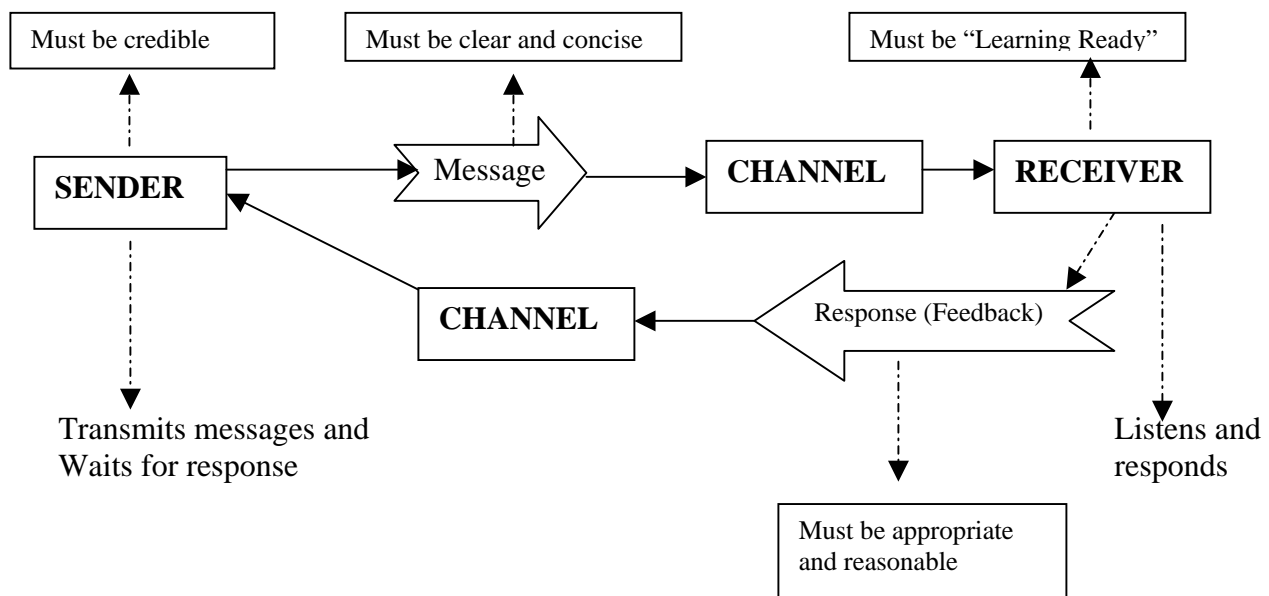 Must be credible
Must be clear and concise
Must be “Learning Ready”
SENDER
Message
CHANNEL
RECEIVER
CHANNEL
Response (Feedback)
Transmits messages and
Waits for response
Listens and
responds
Must be appropriate
and reasonable